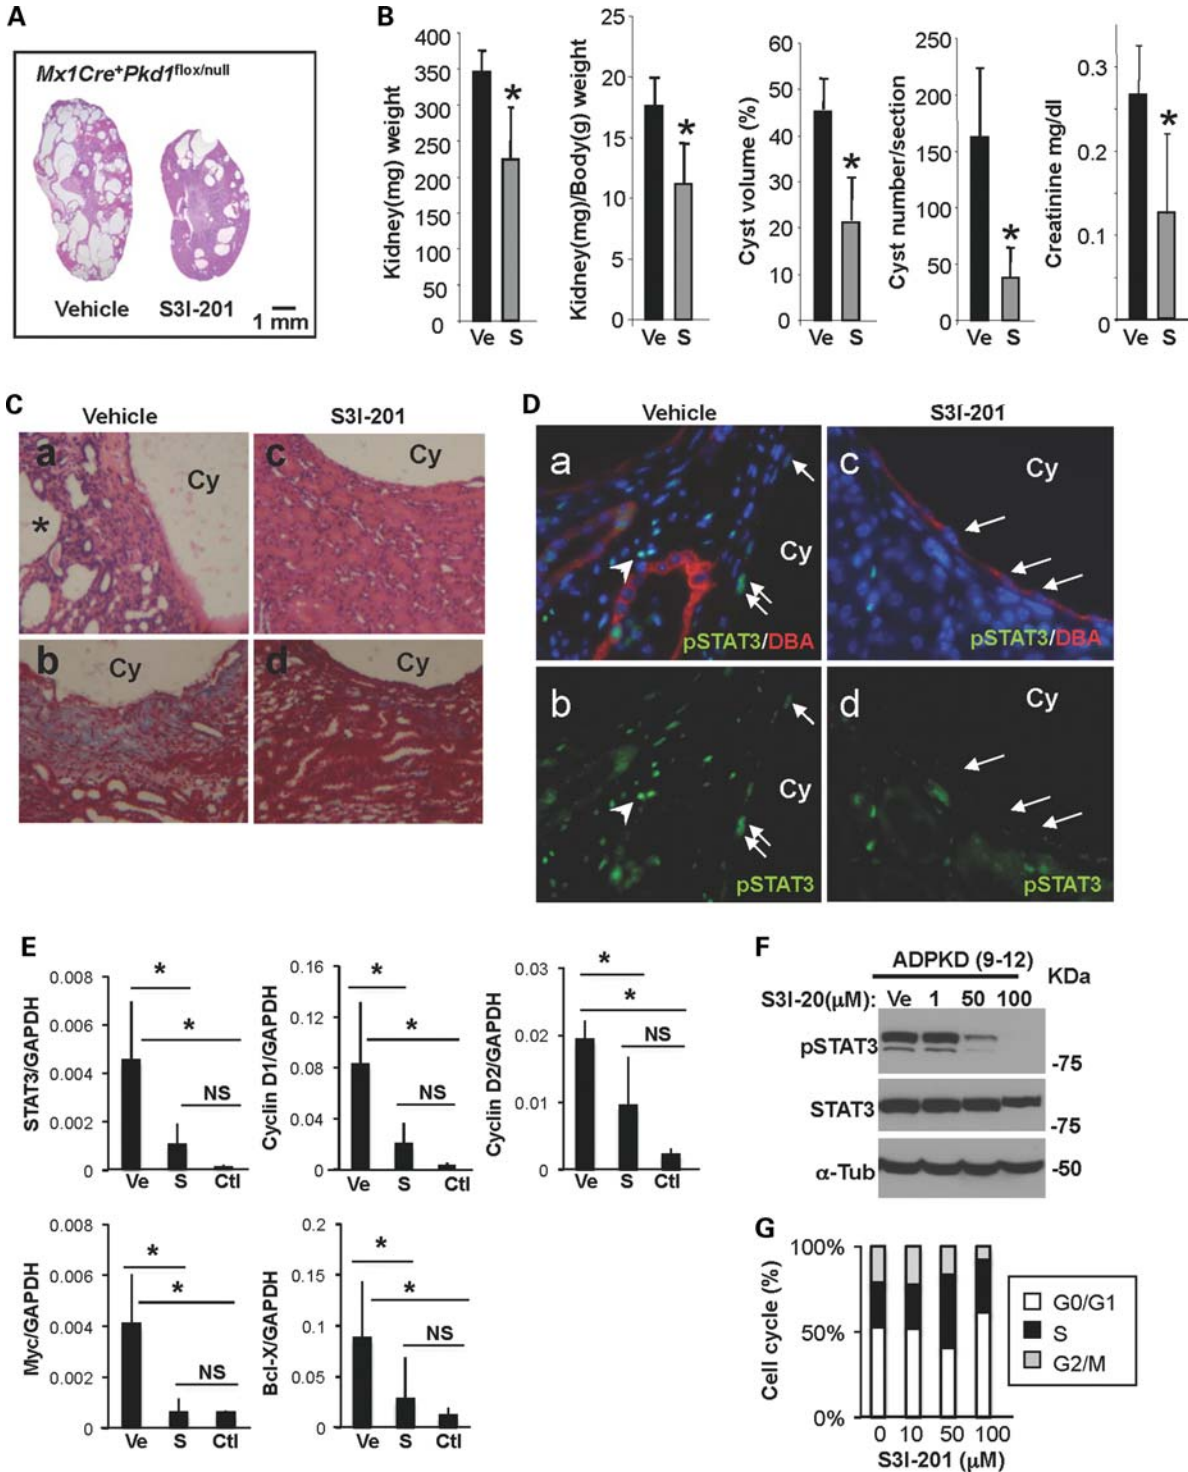 A
Mx1Cre+Pkd1flox/null
Vehicle S3I-201
1 mm
B
Kidney(mg) weight
400
350
300
250
200
150
100
50
0
*
Ve S
Kidney(mg)/Body(g) weight
25
20
15
10
5
0
*
Ve S
Cyst volume (%)
60
50
40
30
20
10
0
*
Ve S
Cyst number/section
250
200
150
100
50
0
*
Ve S
Creatinine mg/dl
0.3
0.2
0.1
0
*
Ve S
C
Vehicle S3I-201
a
Cy
*
c
Cy
b
Cy
d
Cy
D
Vehicle S3I-201
a
Cy
pSTAT3/DBA
c
Cy
pSTAT3/DBA
b
Cy
pSTAT3
d
Cy
pSTAT3
E
STAT3/GAPDH
0.008
0.006
0.004
0.002
0
*
*
NS
Ve S Ctl
Cyclin D1/GAPDH
0.16
0.12
0.08
0.04
0
*
*
NS
Ve S Ctl
Cyclin D2/GAPDH
0.03
0.02
0.01
0
*
*
NS
Ve S Ctl
Myc/GAPDH
0.008
0.006
0.004
0.002
0
*
*
NS
Ve S Ctl
Bcl-X/GAPDH
0.2
0.15
0.1
0.05
0
*
*
NS
Ve S Ctl
F
ADPKD (9-12)
KDa
S3I-20(μM): Ve 1 50 100
pSTAT3
-75
STAT3
-75
α-Tub
-50
G
Cell cycle (%)
100%
50%
0%
0 10 50 100
S3I-201 (μM)
G0/G1
S
G2/M